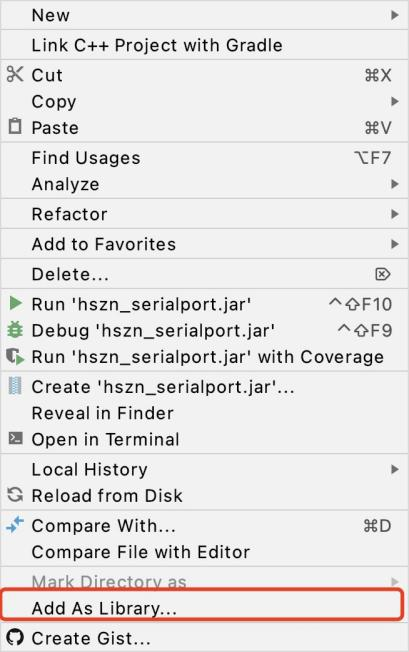 New
Link C++ Project with Gradle
Cut ⌘X
Copy
Paste ⌘V
Find Usages ⌥F7
Analyze
Refactor
Add to Favorites
Delete... ⌦
Run 'hszn_serialport.jar' ^⇧F10
Debug 'hszn_serialport.jar' ^⇧F9
Run 'hszn_serialport.jar' with Coverage
Create 'hszn_serialport.jar'...
Reveal in Finder
Open in Terminal
Local History
Reload from Disk
Compare With... ⌘D
Compare File with Editor
Mark Directory as
Add As Library...
Create Gist...